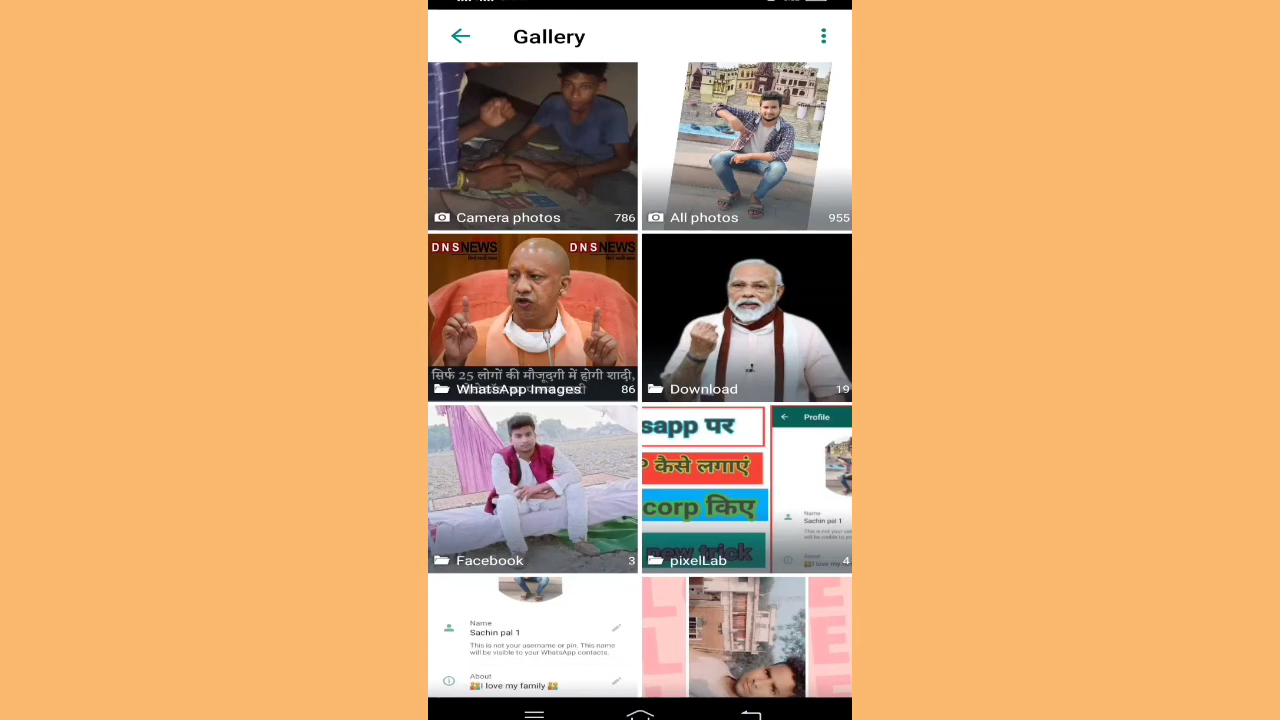 Gallery
Camera photos 786
All photos 955
DNS NEWS
DNS NEWS
सिर्फ 25 लोगों की मौजूदगी में होगी शादी,
WhatsApp Images 86
Download 19
Facebook 3
sapp पर
कैसे लगाएं
corp किए
new trick
Profile
Name
Sachin pal 1
pixelLab 4
Name
Sachin pal 1
This is not your username or pin. This name
will be visible to your WhatsApp contacts.
About
I love my family